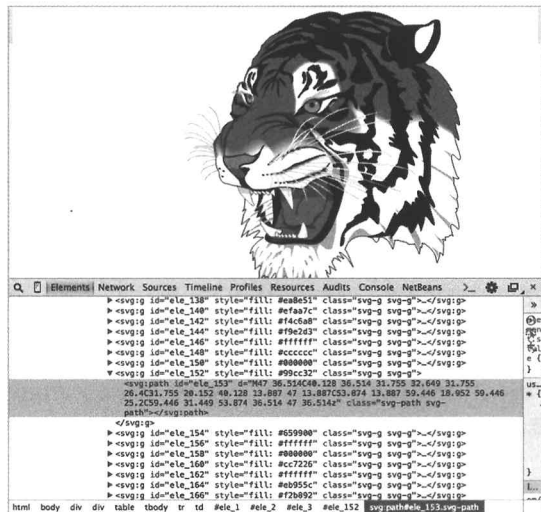 Elements Network Sources Timeline Profiles Resources Audits Console NetBeans
<svg:g id="ele_138" style="fill: #ea8e51" class="svg-g svg-g">…</svg:g>
<svg:g id="ele_140" style="fill: #efaa7c" class="svg-g svg-g">…</svg:g>
<svg:g id="ele_142" style="fill: #f4c6a8" class="svg-g svg-g">…</svg:g>
<svg:g id="ele_144" style="fill: #f9e2d3" class="svg-g svg-g">…</svg:g>
<svg:g id="ele_146" style="fill: #ffffff" class="svg-g svg-g">…</svg:g>
<svg:g id="ele_148" style="fill: #cccccc" class="svg-g svg-g">…</svg:g>
<svg:g id="ele_150" style="fill: #000000" class="svg-g svg-g">…</svg:g>
<svg:g id="ele_152" style="fill: #99cc32" class="svg-g svg-g">
<svg:path id="ele_153" d="M47 36.514C40.128 36.514 31.755 32.649 31.755
26.4C31.755 20.152 40.128 13.887 47 13.887C53.874 13.887 59.446 18.952 59.446
25.2C59.446 31.449 53.874 36.514 47 36.514z" class="svg-path svg-
path"></svg:path>
</svg:g>
<svg:g id="ele_154" style="fill: #659900" class="svg-g svg-g">…</svg:g>
<svg:g id="ele_156" style="fill: #ffffff" class="svg-g svg-g">…</svg:g>
<svg:g id="ele_158" style="fill: #000000" class="svg-g svg-g">…</svg:g>
<svg:g id="ele_160" style="fill: #cc7226" class="svg-g svg-g">…</svg:g>
<svg:g id="ele_162" style="fill: #ffffff" class="svg-g svg-g">…</svg:g>
<svg:g id="ele_164" style="fill: #eb955c" class="svg-g svg-g">…</svg:g>
<svg:g id="ele_166" style="fill: #f2b892" class="svg-g svg-g">…</svg:g>
html body div div table tbody tr td #ele_1 #ele_2 #ele_3 #ele_152 svg:path#ele_153.svg-path